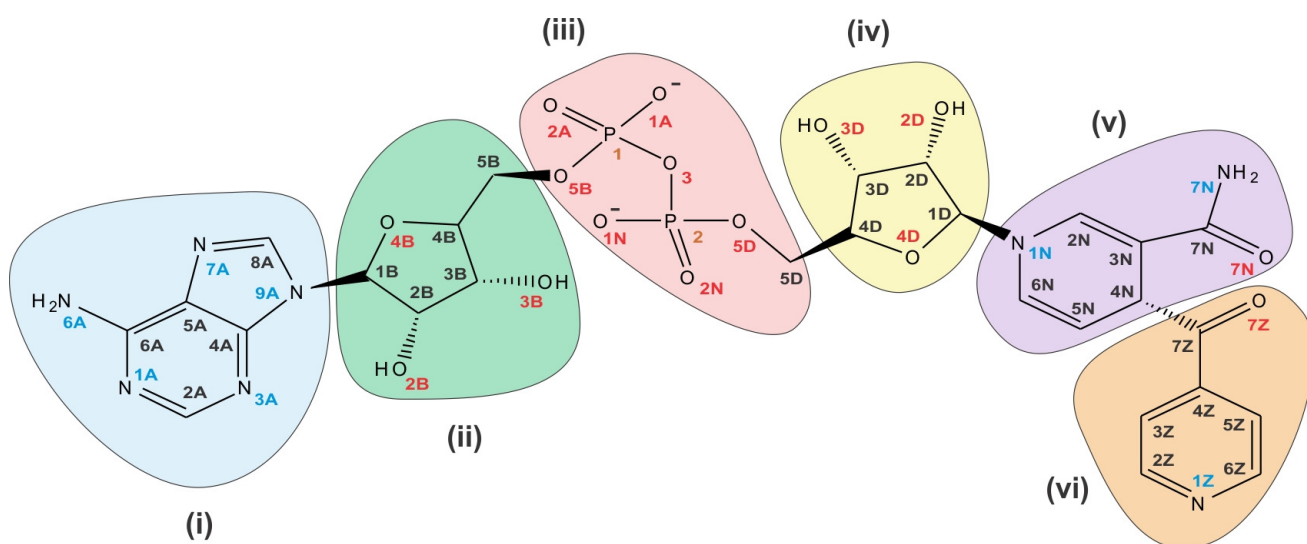 (iii)
(iv)
(v)
(i)
(ii)
(vi)
O
O−
2A
1A
P
1
5B
O
5B
O
3
O−
1N
P
2
O
5D
O
2N
5D
HO
3D
OH
2D
3D
2D
4D
1D
4D
O
NH2
7N
N
1N
2N
3N
7N
O
7N
6N
5N
4N
O
7Z
7Z
4Z
3Z
5Z
2Z
6Z
1Z
N
O
4B
4B
1B
3B
2B
OH
3B
HO
2B
N
7A
8A
9A
N
H2N
6A
5A
6A
4A
N
1A
2A
N
3A